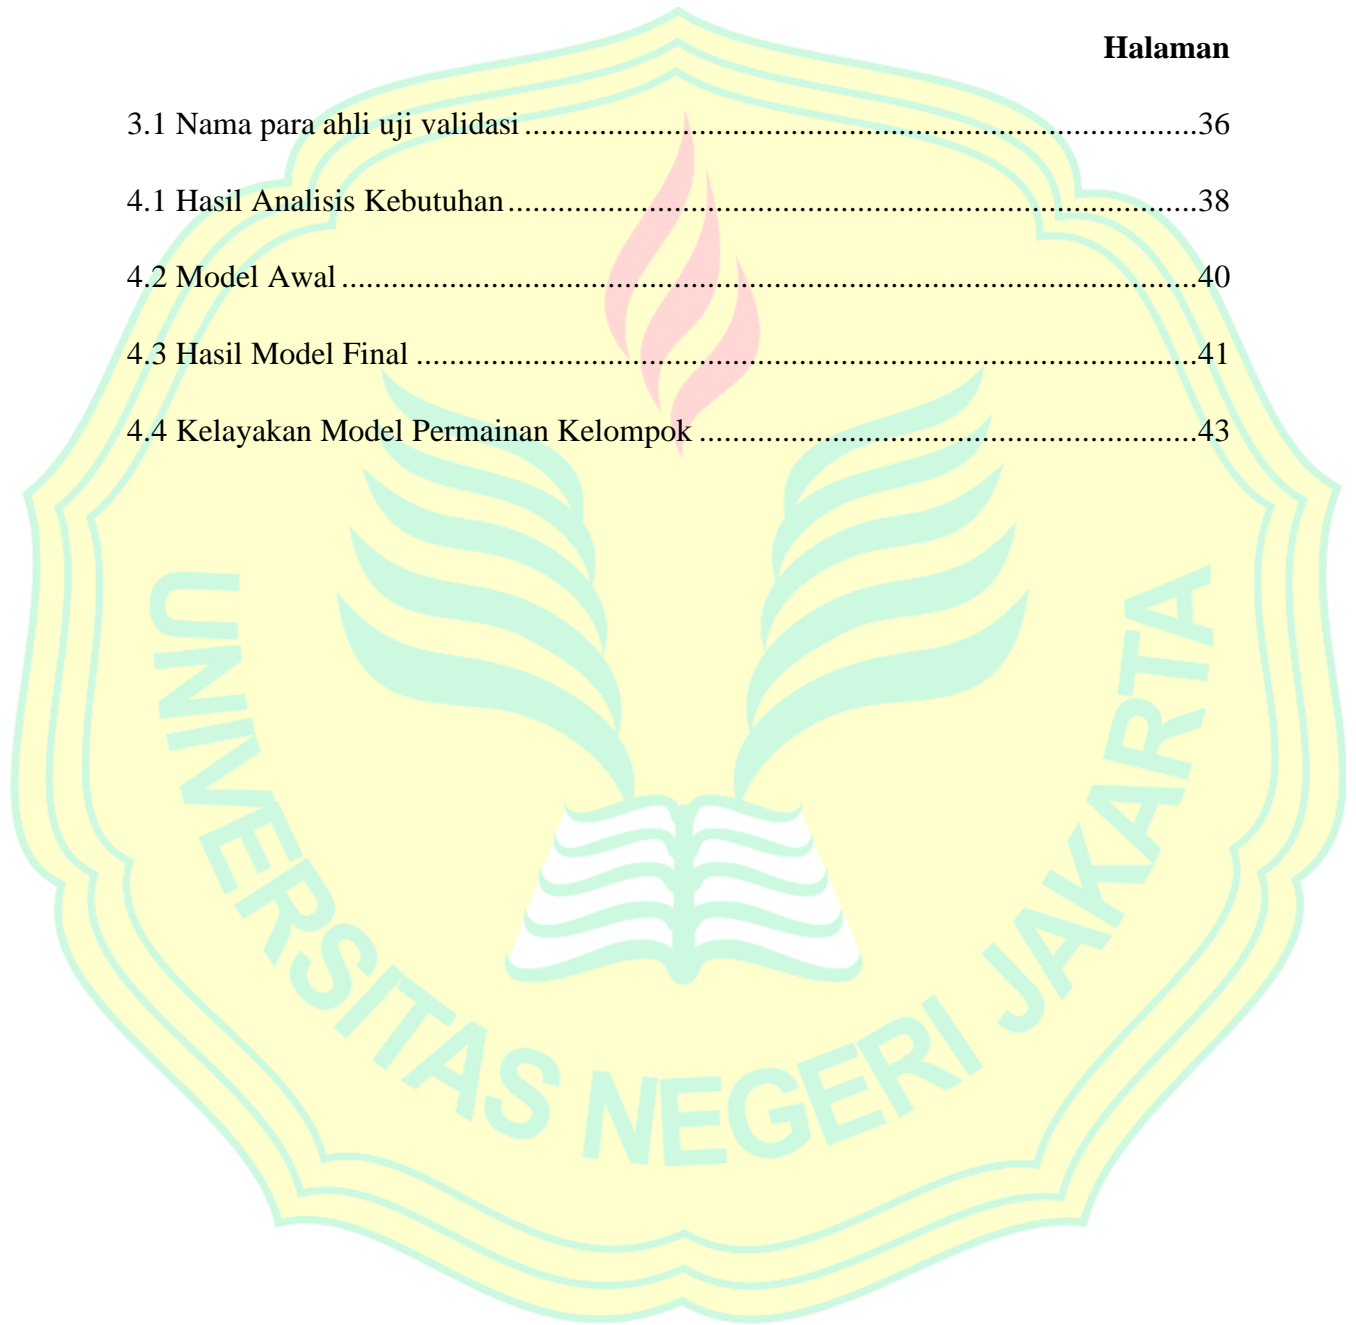 Halaman
3.1 Nama para ahli uji validasi....................................................................................36
4.1 Hasil Analisis Kebutuhan......................................................................................38
4.2 Model Awal..........................................................................................................40
4.3 Hasil Model Final .................................................................................................41
4.4 Kelayakan Model Permainan Kelompok ..............................................................43
UNIVERSITAS NEGERI JAKARTA